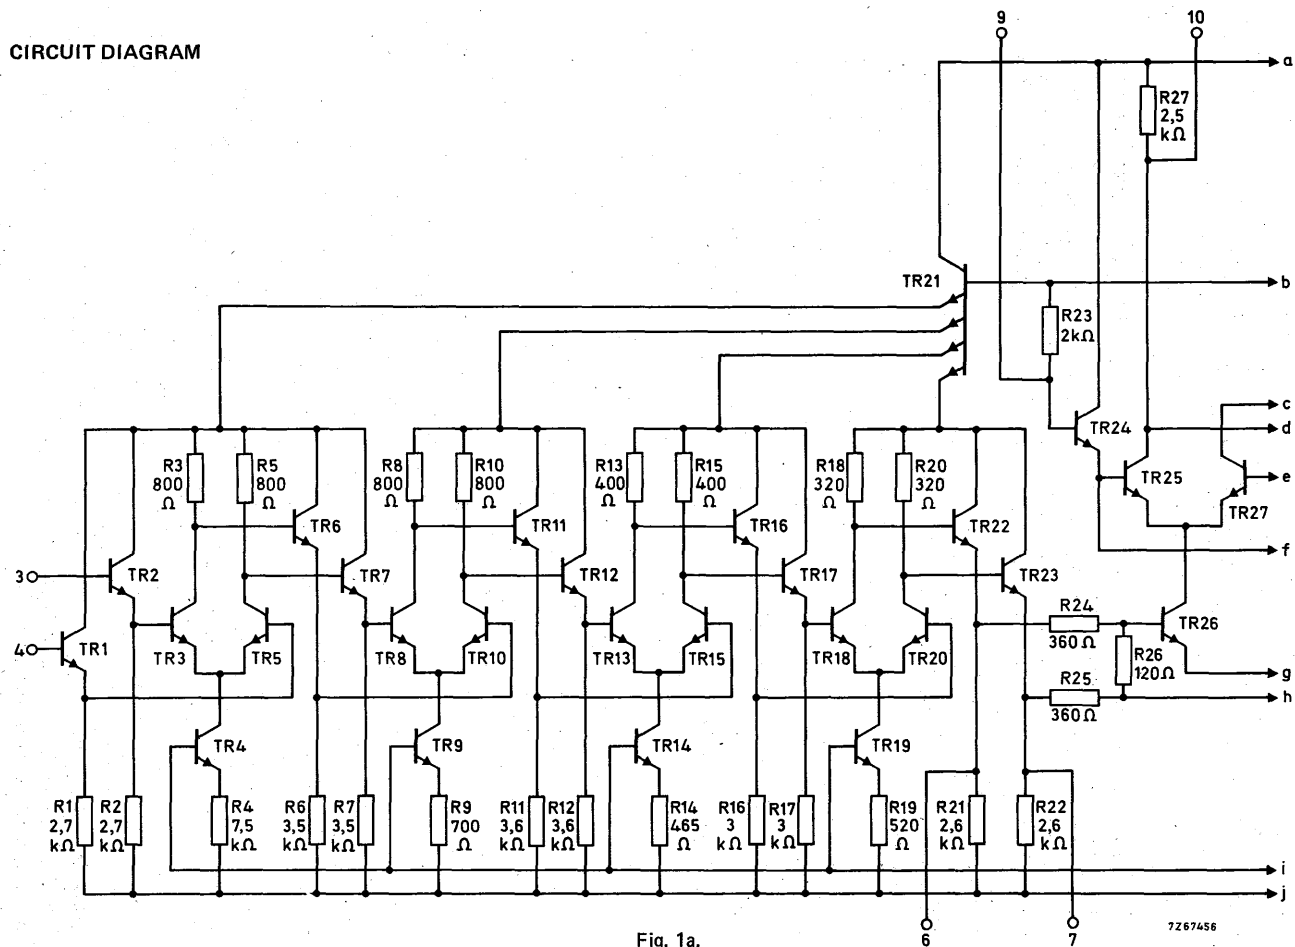 CIRCUIT DIAGRAM
9
10
a
R27
2,5
kΩ
TR21
b
R23
2kΩ
c
TR24
d
R3
800
Ω
R5
800
Ω
R8
800
Ω
R10
800
Ω
R13
400
Ω
R15
400
Ω
R18
320
Ω
R20
320
Ω
TR25
e
TR27
TR6
TR11
TR16
TR22
f
3
TR2
TR7
TR12
TR17
TR23
R24
360Ω
TR26
4
TR1
TR3
TR5
TR8
TR10
TR13
TR15
TR18
TR20
R26
120Ω
g
R25
360Ω
h
TR4
TR9
TR14
TR19
R1
2,7
kΩ
R2
2,7
kΩ
R4
7,5
kΩ
R6
3,5
kΩ
R7
3,5
kΩ
R9
700
Ω
R11
3,6
kΩ
R12
3,6
kΩ
R14
465
Ω
R16
3
kΩ
R17
3
kΩ
R19
520
Ω
R21
2,6
kΩ
R22
2,6
kΩ
i
j
6
7
7Z67456
Fig. 1a.